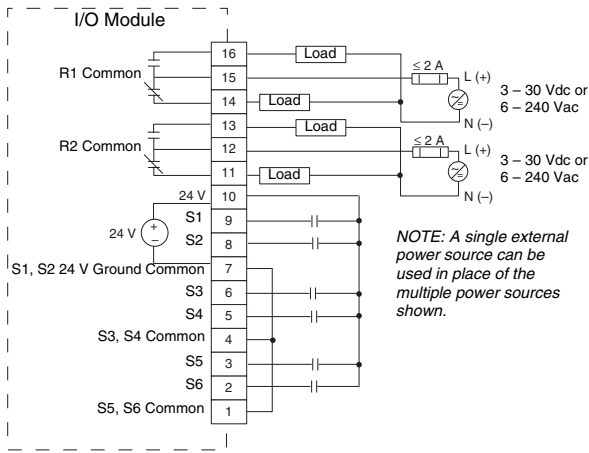 I/O Module
16
Load
≤ 2 A
L (+)
R1 Common
15
3 – 30 Vdc or
6 – 240 Vac
14
Load
N (–)
13
Load
≤ 2 A
L (+)
R2 Common
12
3 – 30 Vdc or
6 – 240 Vac
11
Load
N (–)
24 V
10
S1
9
24 V
+
–
S2
8
S1, S2 24 V Ground Common
7
S3
6
S4
5
S3, S4 Common
4
S5
3
S6
2
S5, S6 Common
1
NOTE: A single external
power source can be
used in place of the
multiple power sources
shown.